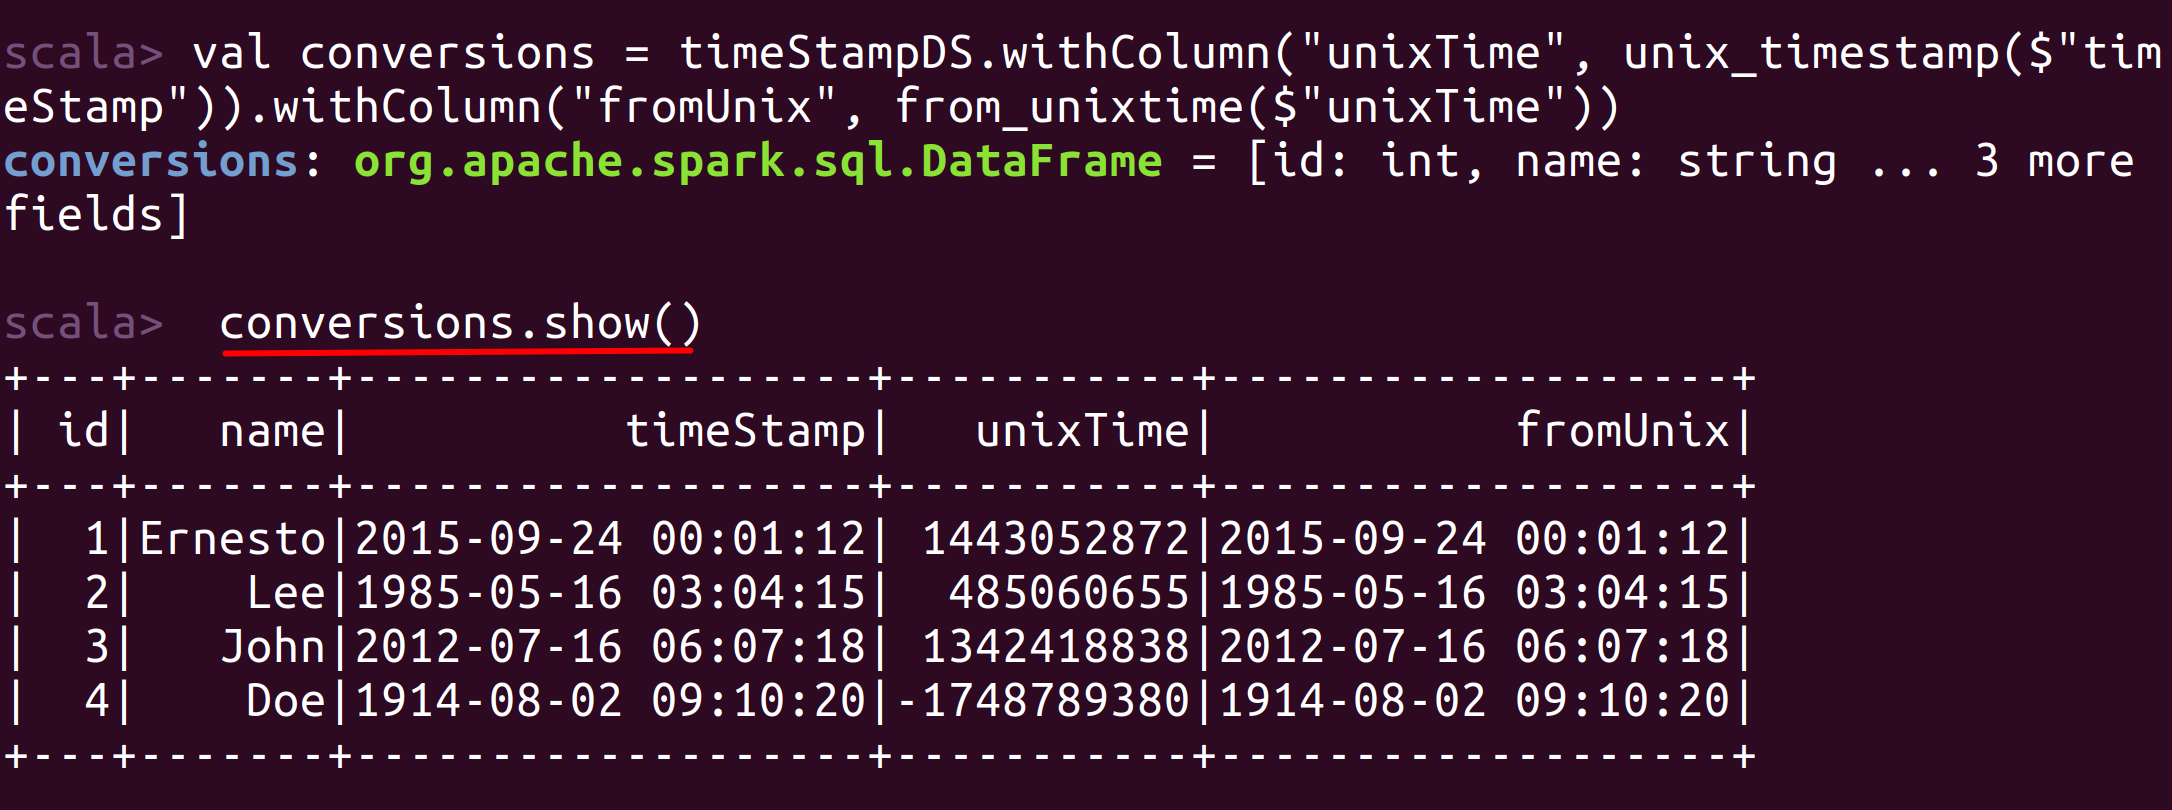 scala> val conversions = timeStampDS.withColumn("unixTime", unix_timestamp($"tim
eStamp")).withColumn("fromUnix", from_unixtime($"unixTime"))
conversions: org.apache.spark.sql.DataFrame = [id: int, name: string ... 3 more
fields]
scala>  conversions.show()
+---+-------+-------------------+-----------+-------------------+
| id|   name|          timeStamp|   unixTime|           fromUnix|
+---+-------+-------------------+-----------+-------------------+
|  1|Ernesto|2015-09-24 00:01:12| 1443052872|2015-09-24 00:01:12|
|  2|    Lee|1985-05-16 03:04:15|  485060655|1985-05-16 03:04:15|
|  3|   John|2012-07-16 06:07:18| 1342418838|2012-07-16 06:07:18|
|  4|    Doe|1914-08-02 09:10:20|-1748789380|1914-08-02 09:10:20|
+---+-------+-------------------+-----------+-------------------+